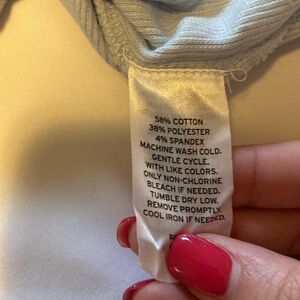 58% COTTON
38% POLYESTER
4% SPANDEX
MACHINE WASH COLD.
GENTLE CYCLE.
WITH LIKE COLORS.
ONLY NON-CHLORINE
BLEACH IF NEEDED.
TUMBLE DRY LOW.
REMOVE PROMPTLY.
COOL IRON IF NEEDED.